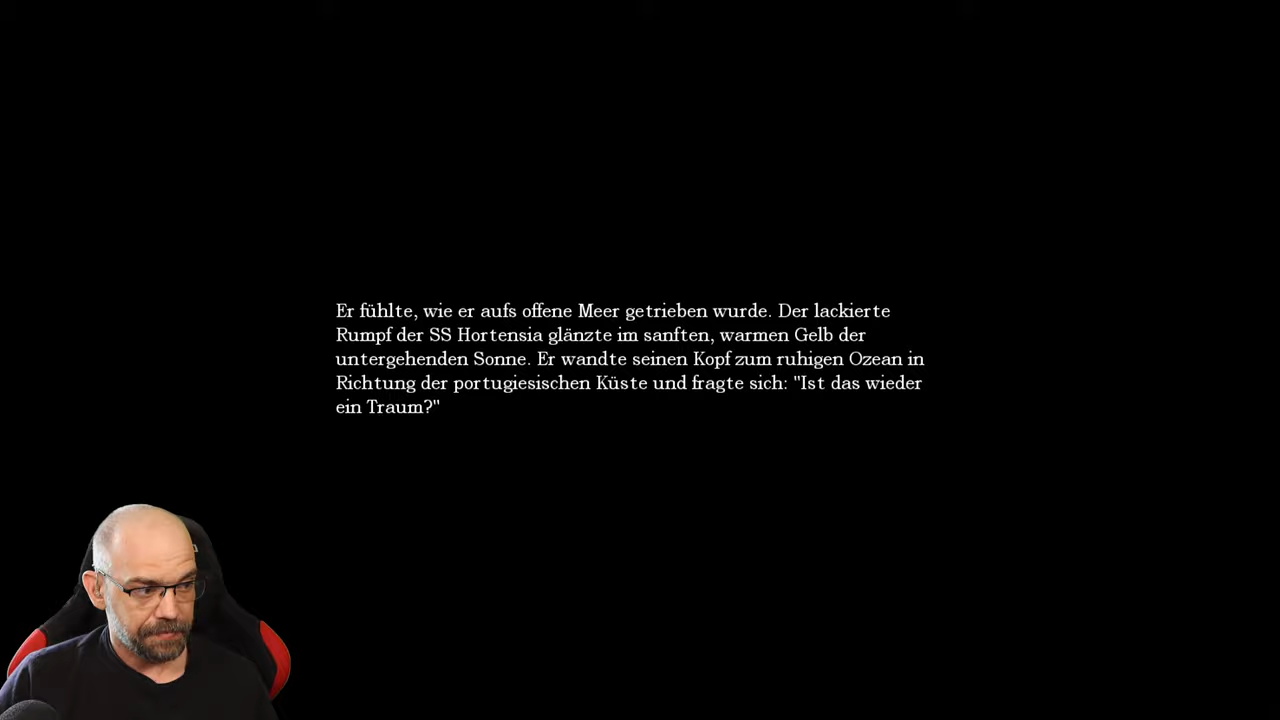 Er fühlte, wie er aufs offene Meer getrieben wurde. Der lackierte
Rumpf der SS Hortensia glänzte im sanften, warmen Gelb der
untergehenden Sonne. Er wandte seinen Kopf zum ruhigen Ozean in
Richtung der portugiesischen Küste und fragte sich: "Ist das wieder
ein Traum?"